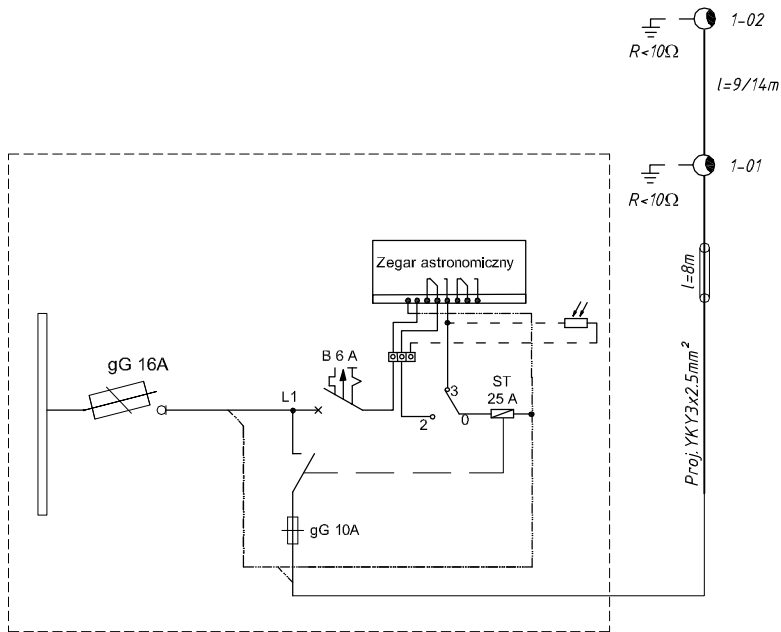 1-02
R<10Ω
l=9/14m
1-01
R<10Ω
Zegar astronomiczny
l=8m
gG 16A
B 6 A
L1
3
ST
25 A
2
0
Proj.YKY3x2.5mm²
gG 10A